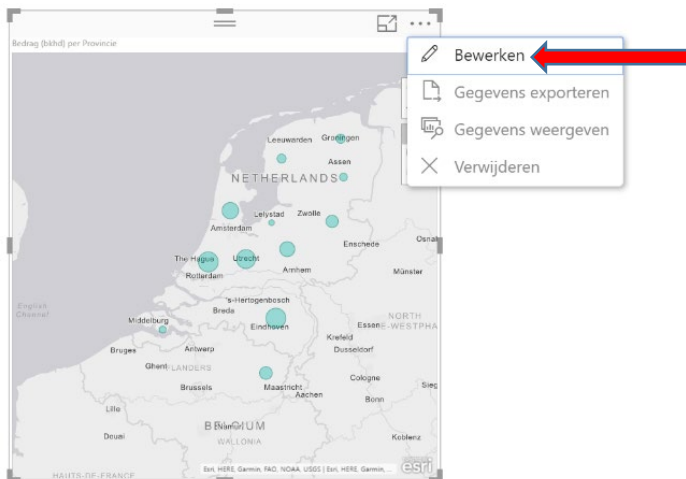 Bedrag (bkhd) per Provincie
Bewerken
Gegevens exporteren
Gegevens weergeven
Verwijderen
Leeuwarden Groningen
Assen
NETHERLANDS
Lelystad Zwolle
Amsterdam
Enschede Osna
The Hague Utrecht
Arnhem Münster
Rotterdam
's-Hertogenbosch
English Channel
Breda
NORTH
Middelburg
Eindhoven
Essen E-WESTPHA
Krefeld
Bruges Antwerp Dusseldorf
Ghent FLANDERS
Cologne
Brussels Maastricht Sieg
Aachen
Bonn
Lille
BELGIUM
Douai
WALLONIA
Koblenz
HAUTS-DE-FRANCE
Esri, HERE, Garmin, FAO, NOAA, USGS | Esri, HERE, Garmin, ...
esri